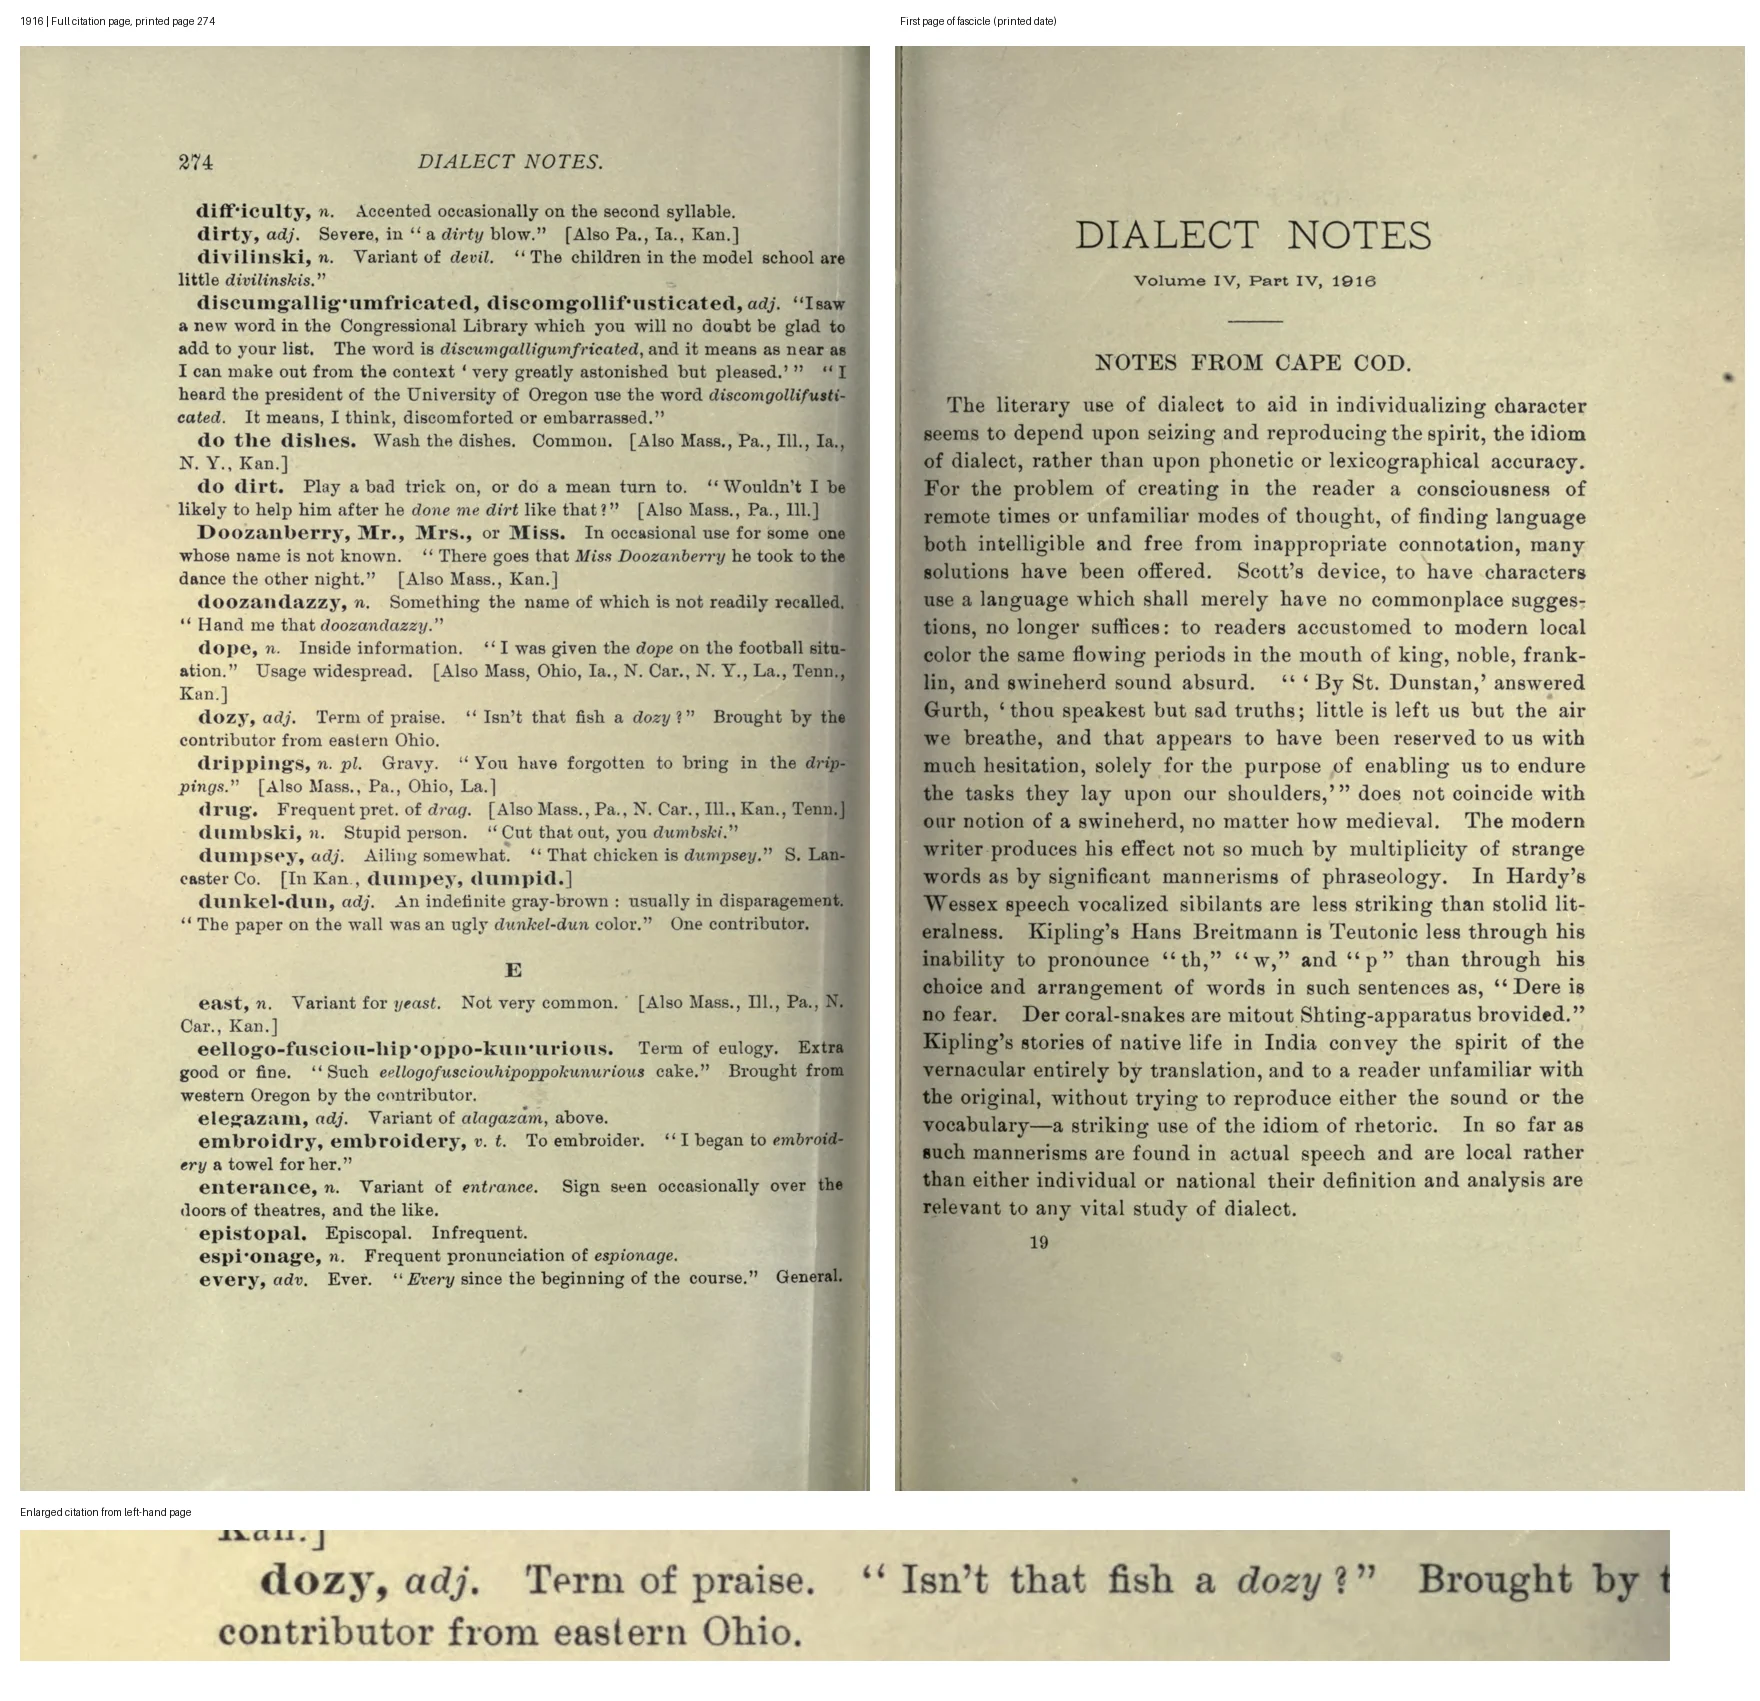 1916 | Full citation page, printed page 274
274 DIALECT NOTES.
diff·iculty, n. Accented occasionally on the second syllable.
dirty, adj. Severe, in “ a dirty blow.” [Also Pa., Ia., Kan.]
divilinski, n. Variant of devil. “ The children in the model school are
little divilinskis.”
discumgallig·umfricated, discomgollif·usticated, adj. “I saw
a new word in the Congressional Library which you will no doubt be glad to
add to your list. The word is discumgalligumfricated, and it means as near as
I can make out from the context ‘ very greatly astonished but pleased.’ ” “ I
heard the president of the University of Oregon use the word discomgollifusti-
cated. It means, I think, discomforted or embarrassed.”
do the dishes. Wash the dishes. Common. [Also Mass., Pa., Ill., Ia.,
N. Y., Kan.]
do dirt. Play a bad trick on, or do a mean turn to. “ Wouldn’t I be
likely to help him after he done me dirt like that ? ” [Also Mass., Pa., Ill.]
Doozanberry, Mr., Mrs., or Miss. In occasional use for some one
whose name is not known. “ There goes that Miss Doozanberry he took to the
dance the other night.” [Also Mass., Kan.]
doozandazzy, n. Something the name of which is not readily recalled.
“ Hand me that doozandazzy.”
dope, n. Inside information. “ I was given the dope on the football situ-
ation.” Usage widespread. [Also Mass, Ohio, Ia., N. Car., N. Y., La., Tenn.,
Kan.]
dozy, adj. Term of praise. “ Isn’t that fish a dozy ? ” Brought by the
contributor from eastern Ohio.
drippings, n. pl. Gravy. “ You have forgotten to bring in the drip-
pings.” [Also Mass., Pa., Ohio, La.]
drug. Frequent pret. of drag. [Also Mass., Pa., N. Car., Ill., Kan., Tenn.]
dumbski, n. Stupid person. “ Cut that out, you dumbski.”
dumpsey, adj. Ailing somewhat. “ That chicken is dumpsey.” S. Lan-
caster Co. [In Kan., dumpey, dumpid.]
dunkel-dun, adj. An indefinite gray-brown : usually in disparagement.
“ The paper on the wall was an ugly dunkel-dun color.” One contributor.
E
east, n. Variant for yeast. Not very common. [Also Mass., Ill., Pa., N.
Car., Kan.]
eellogo-fusciou-hip·oppo-kun·urious. Term of eulogy. Extra
good or fine. “ Such eellogofusciouhipoppokunurious cake.” Brought from
western Oregon by the contributor.
elegazam, adj. Variant of alagazam, above.
embroidry, embroidery, v. t. To embroider. “ I began to embroid-
ery a towel for her.”
enterance, n. Variant of entrance. Sign seen occasionally over the
doors of theatres, and the like.
epistopal. Episcopal. Infrequent.
espi·onage, n. Frequent pronunciation of espionage.
every, adv. Ever. “ Every since the beginning of the course.” General.
First page of fascicle (printed date)
DIALECT NOTES
Volume IV, Part IV, 1916
NOTES FROM CAPE COD.
The literary use of dialect to aid in individualizing character
seems to depend upon seizing and reproducing the spirit, the idiom
of dialect, rather than upon phonetic or lexicographical accuracy.
For the problem of creating in the reader a consciousness of
remote times or unfamiliar modes of thought, of finding language
both intelligible and free from inappropriate connotation, many
solutions have been offered. Scott’s device, to have characters
use a language which shall merely have no commonplace sugges-
tions, no longer suffices: to readers accustomed to modern local
color the same flowing periods in the mouth of king, noble, frank-
lin, and swineherd sound absurd. “ ‘ By St. Dunstan,’ answered
Gurth, ‘ thou speakest but sad truths; little is left us but the air
we breathe, and that appears to have been reserved to us with
much hesitation, solely for the purpose of enabling us to endure
the tasks they lay upon our shoulders,’ ” does not coincide with
our notion of a swineherd, no matter how medieval. The modern
writer produces his effect not so much by multiplicity of strange
words as by significant mannerisms of phraseology. In Hardy’s
Wessex speech vocalized sibilants are less striking than stolid lit-
eralness. Kipling’s Hans Breitmann is Teutonic less through his
inability to pronounce “ th,” “ w,” and “ p ” than through his
choice and arrangement of words in such sentences as, “ Dere is
no fear. Der coral-snakes are mitout Shting-apparatus brovided.”
Kipling’s stories of native life in India convey the spirit of the
vernacular entirely by translation, and to a reader unfamiliar with
the original, without trying to reproduce either the sound or the
vocabulary—a striking use of the idiom of rhetoric. In so far as
such mannerisms are found in actual speech and are local rather
than either individual or national their definition and analysis are
relevant to any vital study of dialect.
19
Enlarged citation from left-hand page
Kan.]
dozy, adj. Term of praise. “ Isn’t that fish a dozy ? ” Brought by t
contributor from eastern Ohio.